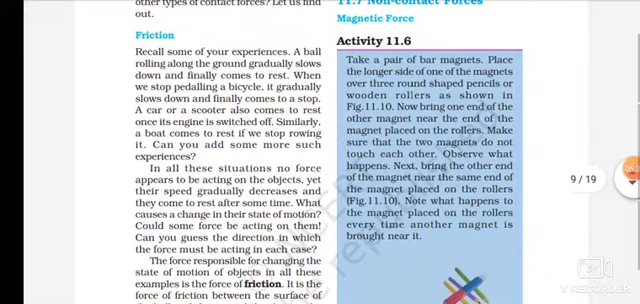 other types of contact forces? Let us find
out.
Friction
Recall some of your experiences. A ball
rolling along the ground gradually slows
down and finally comes to rest. When
we stop pedalling a bicycle, it gradually
slows down and finally comes to a stop.
A car or a scooter also comes to rest
once its engine is switched off. Similarly,
a boat comes to rest if we stop rowing it.
Can you add some more such
experiences?
In all these situations no force
appears to be acting on the objects, yet
their speed gradually decreases and
they come to rest after some time. What
causes a change in their state of motion?
Could some force be acting on them!
Can you guess the direction in which
the force must be acting in each case?
The force responsible for changing the
state of motion of objects in all these
examples is the force of friction. It is the
force of friction between the surface of
11.7 Non-contact Forces
Magnetic Force
Activity 11.6
Take a pair of bar magnets. Place
the longer side of one of the magnets
over three round shaped pencils or
wooden rollers as shown in
Fig.11.10. Now bring one end of the
other magnet near the end of the
magnet placed on the rollers. Make
sure that the two magnets do not
touch each other. Observe what
happens. Next, bring the other end
of the magnet near the same end of
the magnet placed on the rollers
(Fig.11.10). Note what happens to
the magnet placed on the rollers
every time another magnet is
brought near it.
9 / 19